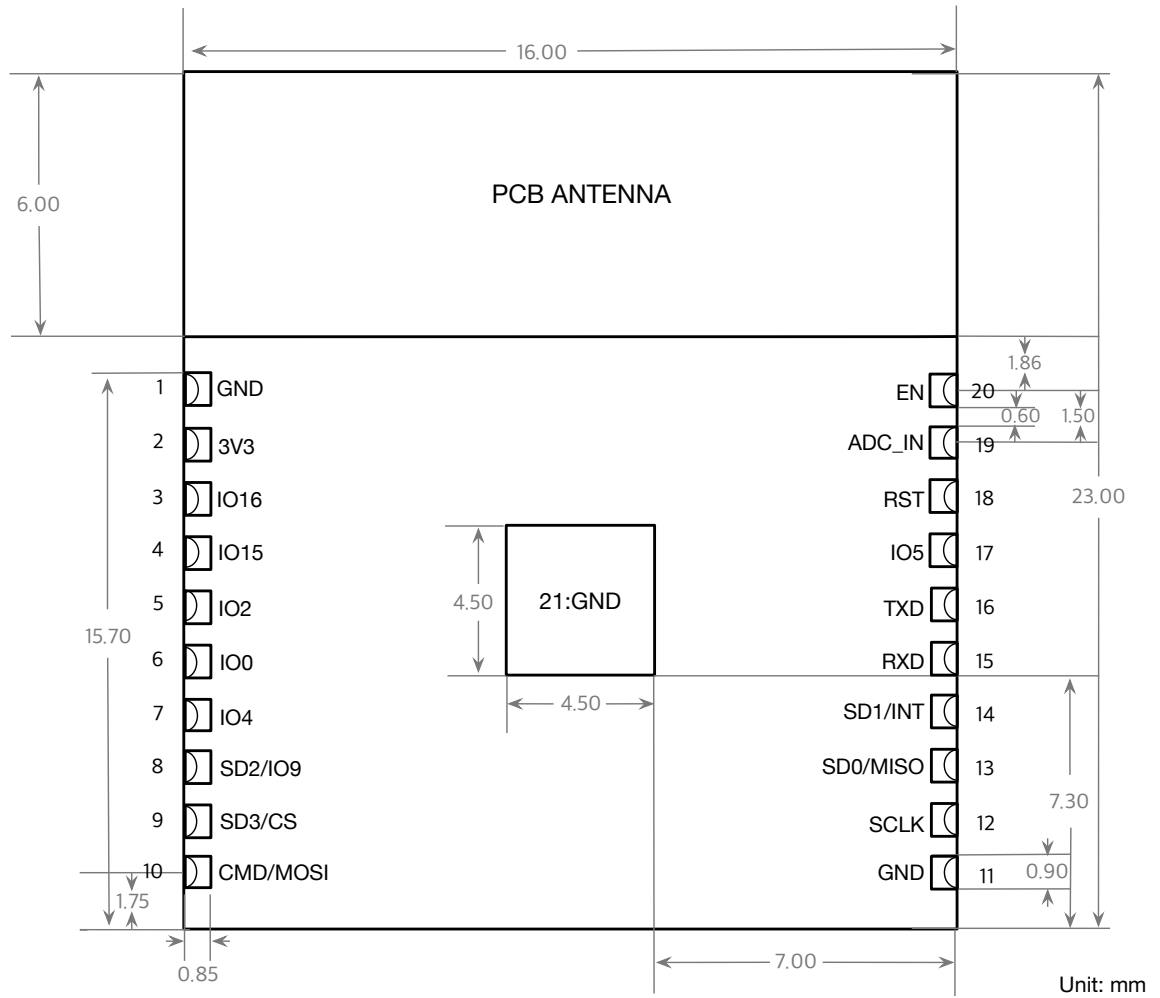 16.00
6.00
PCB ANTENNA
1.86
1 GND
EN 20
0.60 1.50
2 3V3
ADC_IN 19
3 IO16
RST 18
23.00
4 IO15
IO5 17
4.50
21:GND
5 IO2
TXD 16
15.70
6 IO0
RXD 15
4.50
7 IO4
SD1/INT 14
8 SD2/IO9
SD0/MISO 13
7.30
9 SD3/CS
SCLK 12
10 CMD/MOSI
GND 11
0.90
1.75
0.85
7.00
Unit: mm